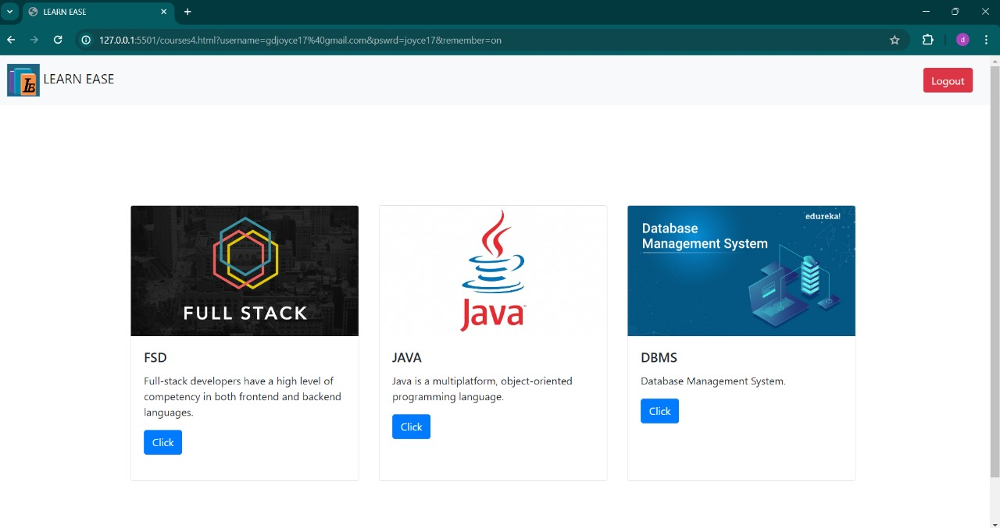 LEARN EASE
127.0.0.1:5501/courses4.html?username=gdjoyce17%40gmail.com&pswrd=joyce17&remember=on
d
LE LEARN EASE
Logout
FULL STACK
Java™
edureka!
Database
Management System
FSD
Full-stack developers have a high level of
competency in both frontend and backend
languages.
Click
JAVA
Java is a multiplatform, object-oriented
programming language.
Click
DBMS
Database Management System.
Click